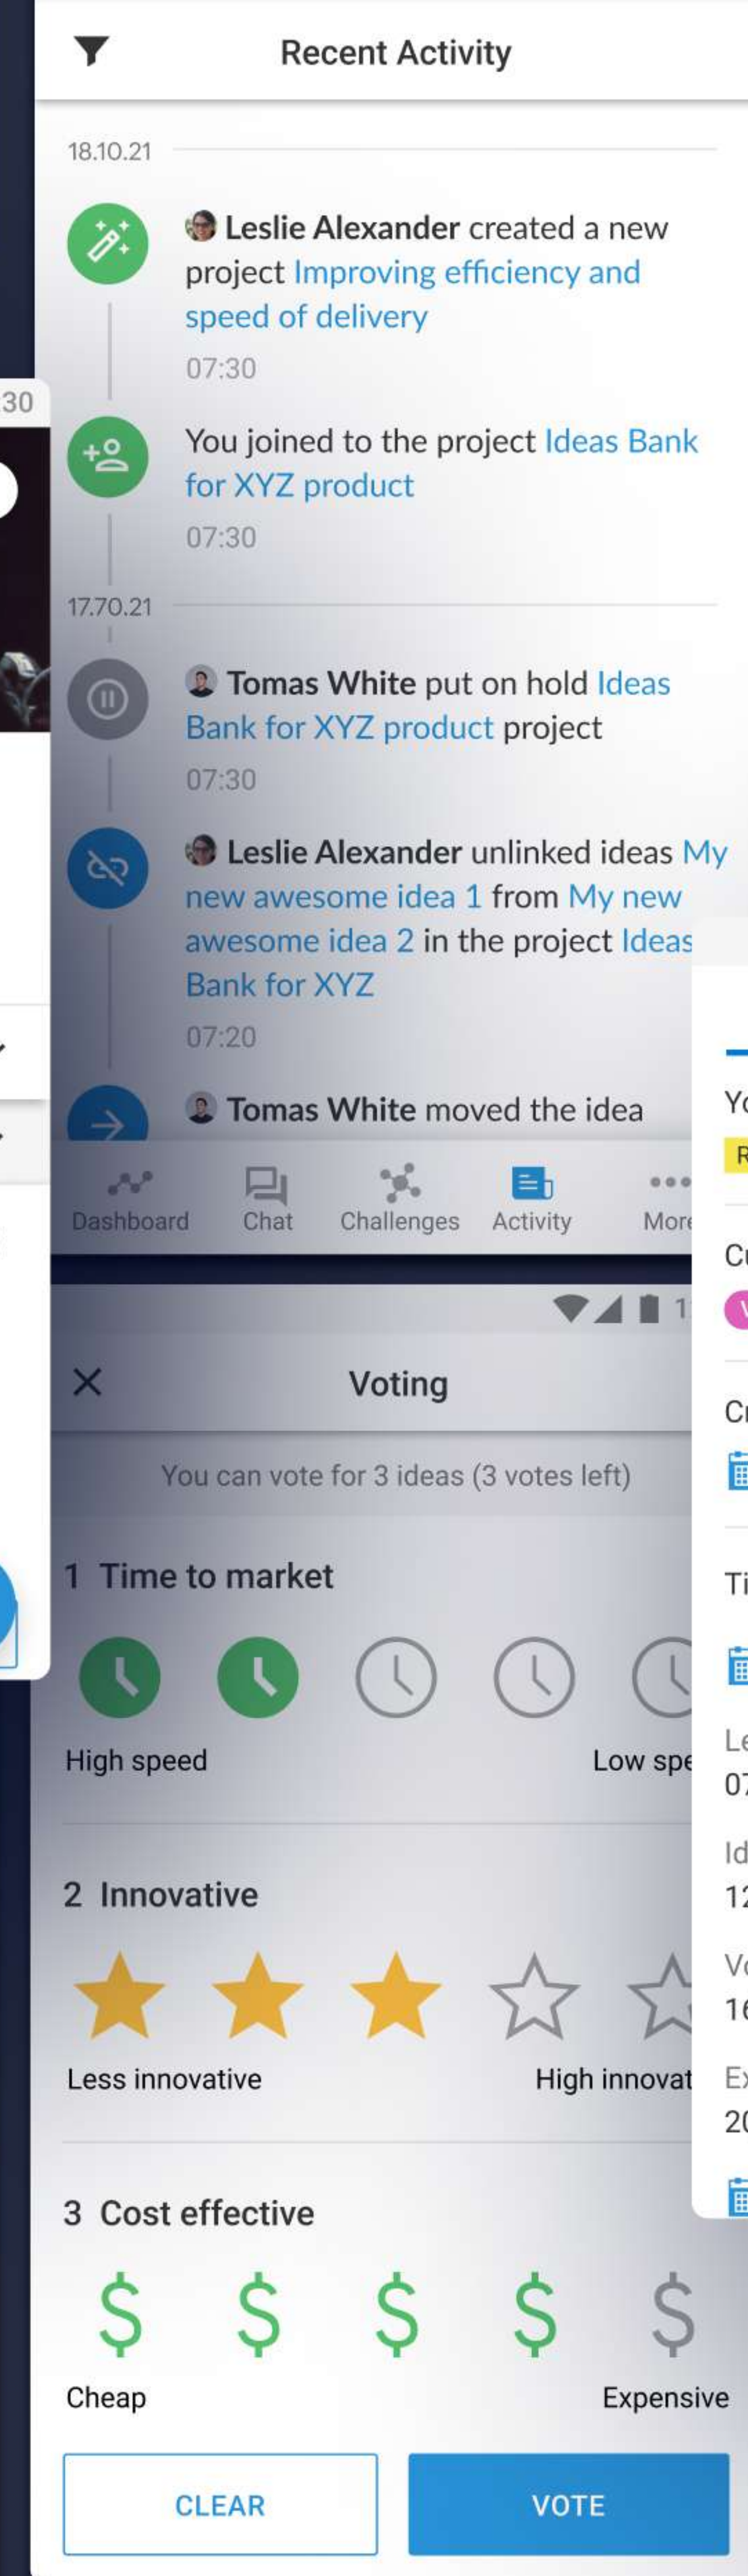 Recent Activity
18.10.21
Leslie Alexander created a new
project Improving efficiency and
speed of delivery
07:30
You joined to the project Ideas Bank
for XYZ product
07:30
17.70.21
Tomas White put on hold Ideas
Bank for XYZ product project
07:30
Leslie Alexander unlinked ideas My
new awesome idea 1 from My new
awesome idea 2 in the project Ideas
Bank for XYZ
07:20
Tomas White moved the idea
Dashboard Chat Challenges Activity More
Voting
You can vote for 3 ideas (3 votes left)
1 Time to market
High speed Low
2 Innovative
Less innovative High
3 Cost effective
$ $ $ $ $
Cheap Expensive
CLEAR VOTE
30